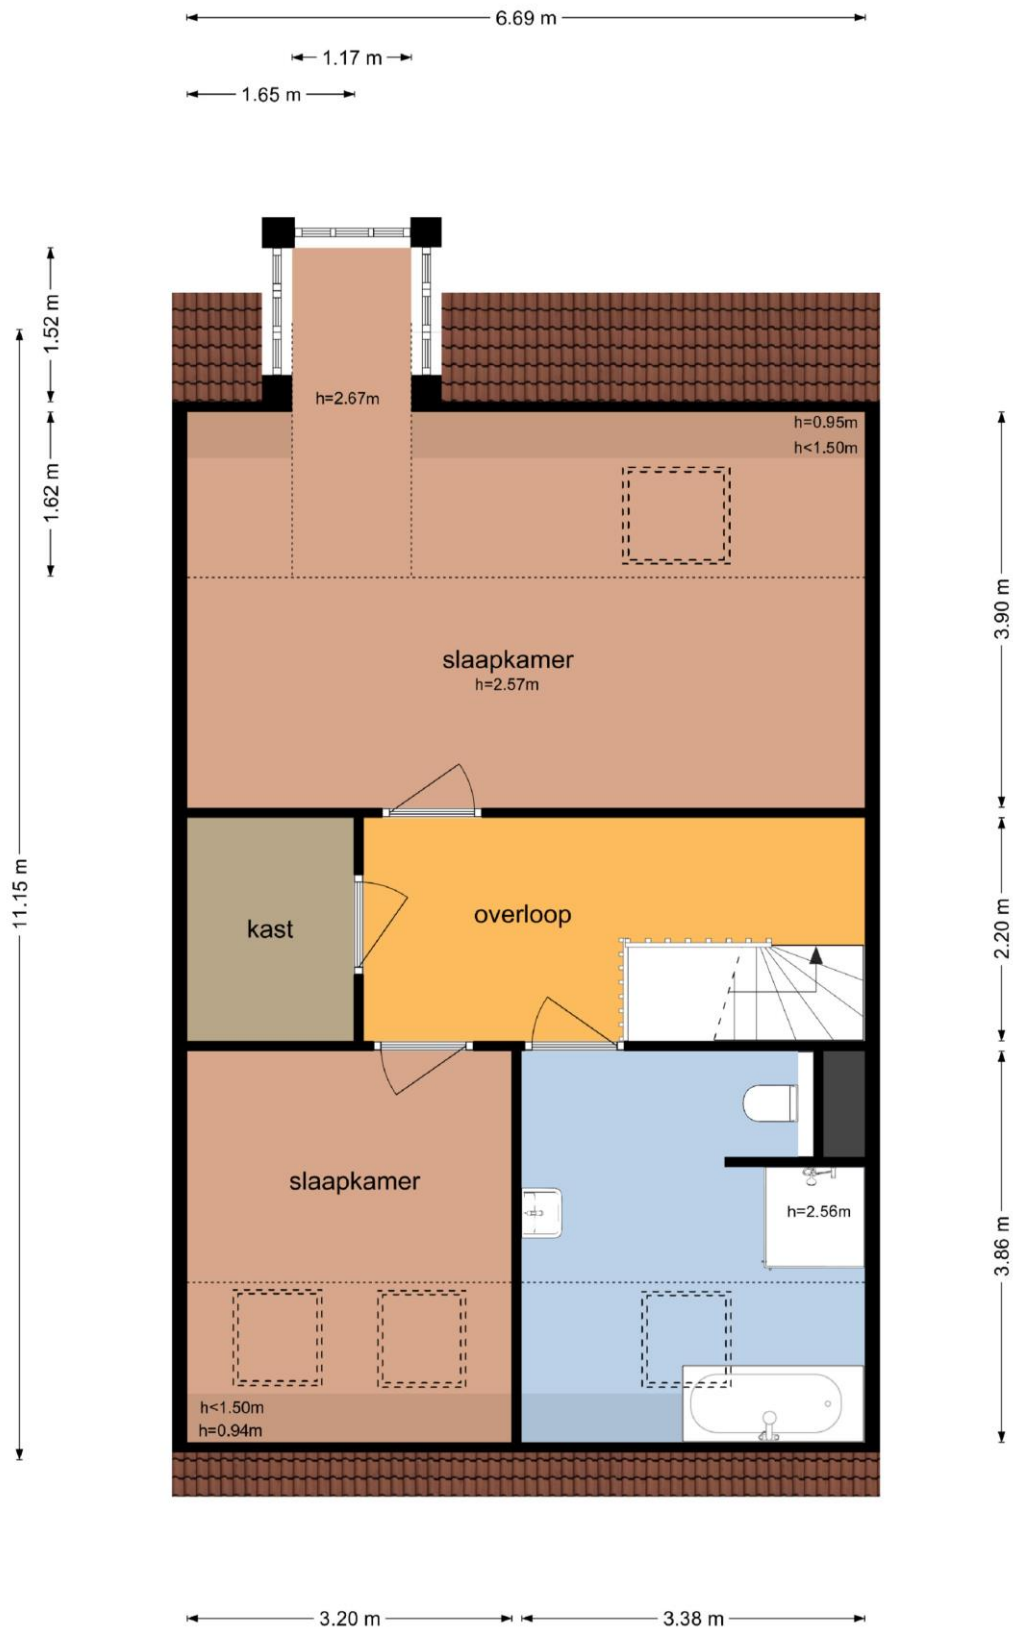 6.69 m
1.17 m
1.65 m
1.52 m
h=2.67m
h=0.95m
h<1.50m
1.62 m
3.90 m
slaapkamer
h=2.57m
11.15 m
kast
overloop
2.20 m
slaapkamer
h=2.56m
3.86 m
h<1.50m
h=0.94m
3.20 m
3.38 m